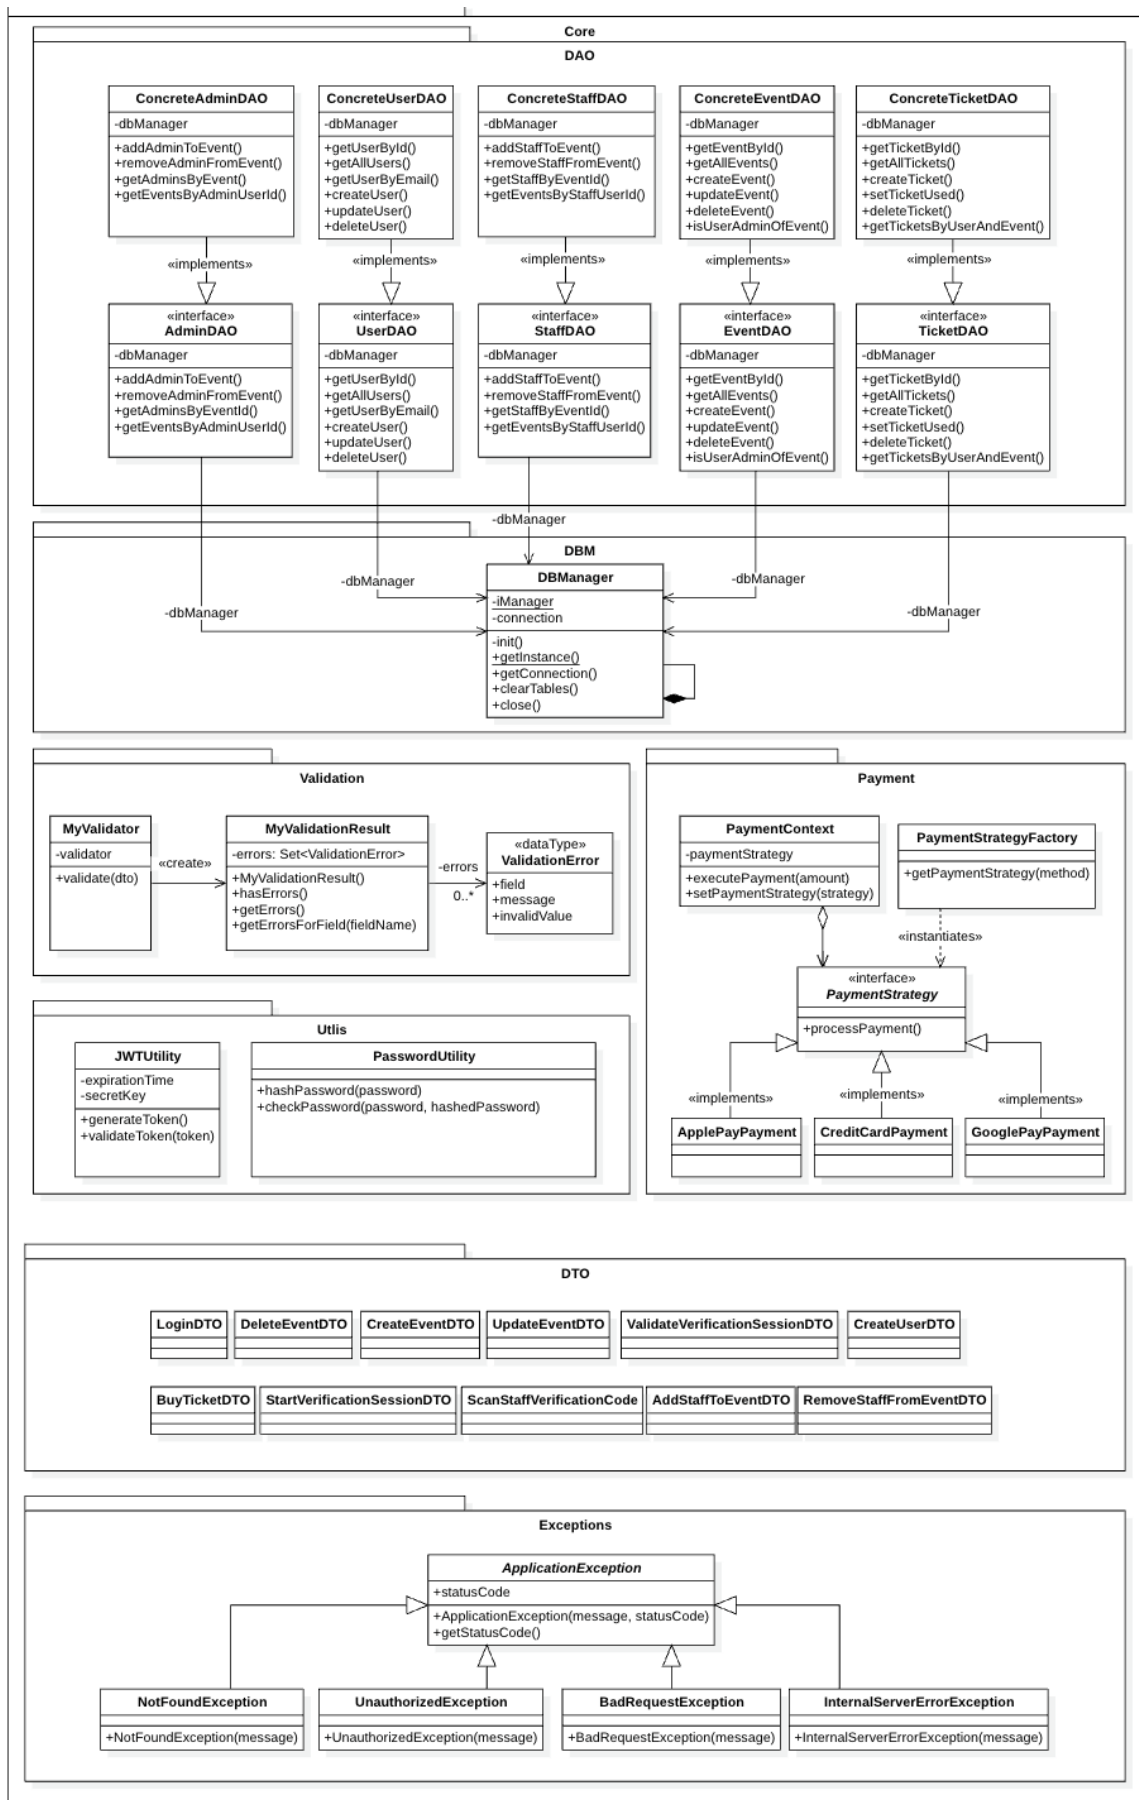 Core
DAO
ConcreteAdminDAO
-dbManager
+addAdminToEvent()
+removeAdminFromEvent()
+getAdminsByEvent()
+getEventsByAdminUserId()
ConcreteUserDAO
-dbManager
+getUserById()
+getAllUsers()
+getUserByEmail()
+createUser()
+updateUser()
+deleteUser()
ConcreteStaffDAO
-dbManager
+addStaffToEvent()
+removeStaffFromEvent()
+getStaffByEventId()
+getEventsByStaffUserId()
ConcreteEventDAO
-dbManager
+getEventById()
+getAllEvents()
+createEvent()
+updateEvent()
+deleteEvent()
+isUserAdminOfEvent()
ConcreteTicketDAO
-dbManager
+getTicketById()
+getAllTickets()
+createTicket()
+setTicketUsed()
+deleteTicket()
+getTicketsByUserAndEvent()
«implements»
«implements»
«implements»
«implements»
«implements»
«interface»
AdminDAO
-dbManager
+addAdminToEvent()
+removeAdminFromEvent()
+getAdminsByEventId()
+getEventsByAdminUserId()
«interface»
UserDAO
-dbManager
+getUserById()
+getAllUsers()
+getUserByEmail()
+createUser()
+updateUser()
+deleteUser()
«interface»
StaffDAO
-dbManager
+addStaffToEvent()
+removeStaffFromEvent()
+getStaffByEventId()
+getEventsByStaffUserId()
«interface»
EventDAO
-dbManager
+getEventById()
+getAllEvents()
+createEvent()
+updateEvent()
+deleteEvent()
+isUserAdminOfEvent()
«interface»
TicketDAO
-dbManager
+getTicketById()
+getAllTickets()
+createTicket()
+setTicketUsed()
+deleteTicket()
+getTicketsByUserAndEvent()
-dbManager
-dbManager
-dbManager
-dbManager
-dbManager
DBM
DBManager
-iManager
-connection
-init()
+getInstance()
+getConnection()
+clearTables()
+close()
Validation
MyValidator
-validator
+validate(dto)
«create»
MyValidationResult
-errors: Set<ValidationError>
+MyValidationResult()
+hasErrors()
+getErrors()
+getErrorsForField(fieldName)
-errors
0..*
«dataType»
ValidationError
+field
+message
+invalidValue
Payment
PaymentContext
-paymentStrategy
+executePayment(amount)
+setPaymentStrategy(strategy)
PaymentStrategyFactory
+getPaymentStrategy(method)
«instantiates»
«interface»
PaymentStrategy
+processPayment()
«implements»
«implements»
«implements»
ApplePayPayment
CreditCardPayment
GooglePayPayment
Utlis
JWTUtility
-expirationTime
-secretKey
+generateToken()
+validateToken(token)
PasswordUtility
+hashPassword(password)
+checkPassword(password, hashedPassword)
DTO
LoginDTO
DeleteEventDTO
CreateEventDTO
UpdateEventDTO
ValidateVerificationSessionDTO
CreateUserDTO
BuyTicketDTO
StartVerificationSessionDTO
ScanStaffVerificationCode
AddStaffToEventDTO
RemoveStaffFromEventDTO
Exceptions
ApplicationException
+statusCode
+ApplicationException(message, statusCode)
+getStatusCode()
NotFoundException
+NotFoundException(message)
UnauthorizedException
+UnauthorizedException(message)
BadRequestException
+BadRequestException(message)
InternalServerErrorException
+InternalServerErrorException(message)